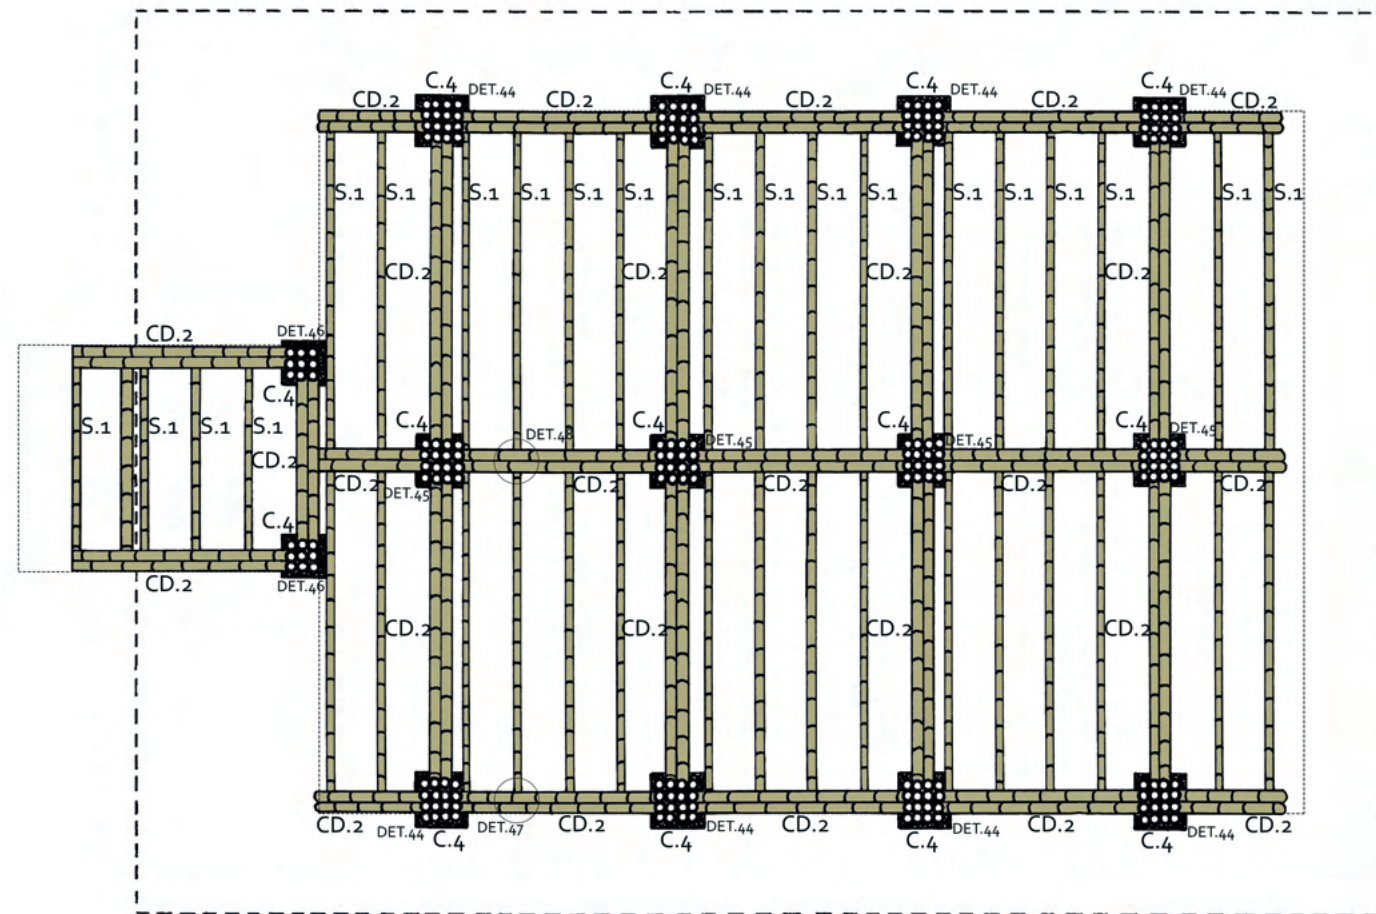 C.4 C.4 C.4 C.4
DET.44 DET.44 DET.44 DET.44
CD.2 CD.2 CD.2 CD.2 CD.2
S.1 S.1 S.1 S.1 S.1 S.1 S.1 S.1 S.1 S.1 S.1 S.1 S.1 S.1 S.1 S.1
CD.2 CD.2 CD.2 CD.2
CD.2 DET.46
C.4
C.4 C.4 C.4 C.4
S.1 S.1 S.1 S.1 DET.48 DET.45 DET.45 DET.45
CD.2
CD.2 CD.2 CD.2 CD.2 CD.2
DET.45
C.4
CD.2 DET.46
CD.2 CD.2 CD.2 CD.2
CD.2 DET.44 DET.47 CD.2 DET.44 CD.2 DET.44 CD.2 DET.44 CD.2
C.4 C.4 C.4 C.4